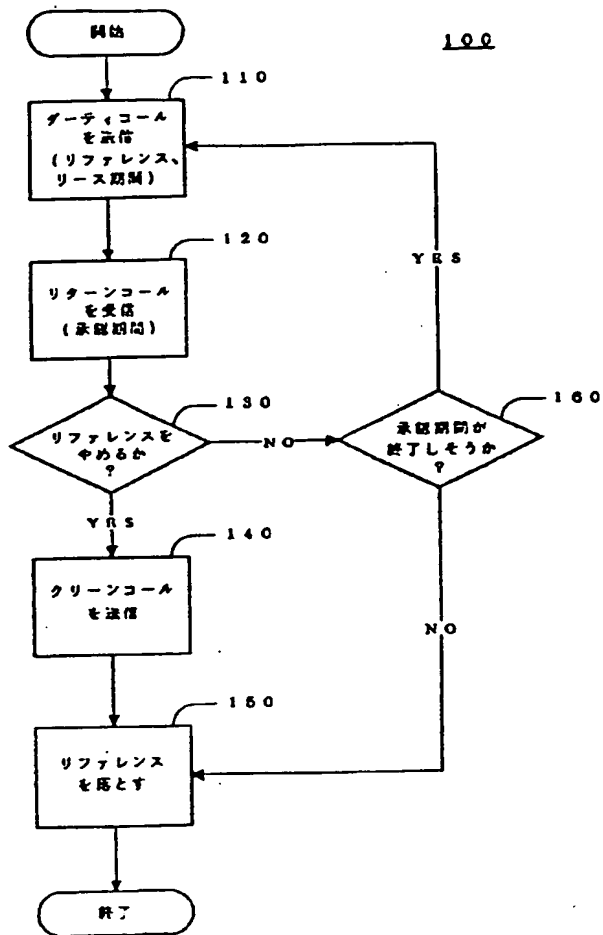 開始
100
110
ダーティコール
を送信
(リファレンス、
リース期間)
120
リターンコール
を受信
(承認期間)
YES
130
リファレンスを
やめるか
?
NO
160
承認期間が
終了しそうか
?
YES
140
クリーンコール
を送信
NO
150
リファレンス
を落とす
終了